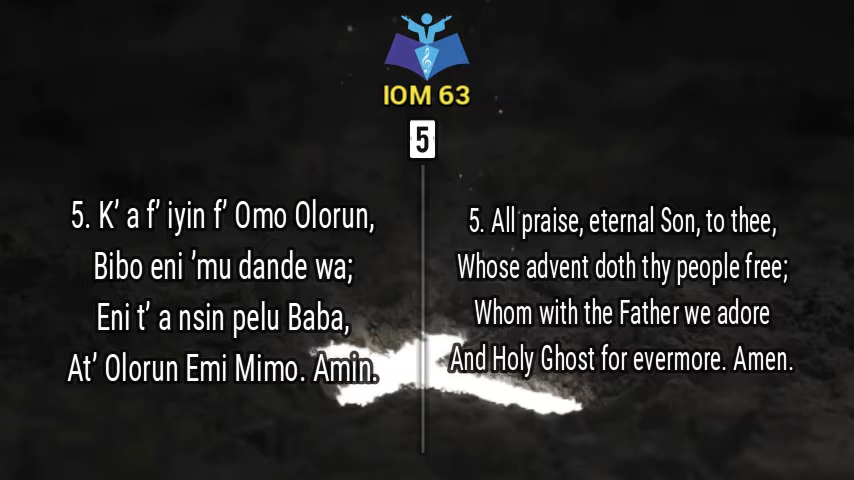 IOM 63
5
5. K’ a f’ iyin f’ Omo Olorun,
Bibo eni ’mu dande wa;
Eni t’ a nsin pelu Baba,
At’ Olorun Emi Mimo. Amin.
5. All praise, eternal Son, to thee,
Whose advent doth thy people free;
Whom with the Father we adore
And Holy Ghost for evermore. Amen.